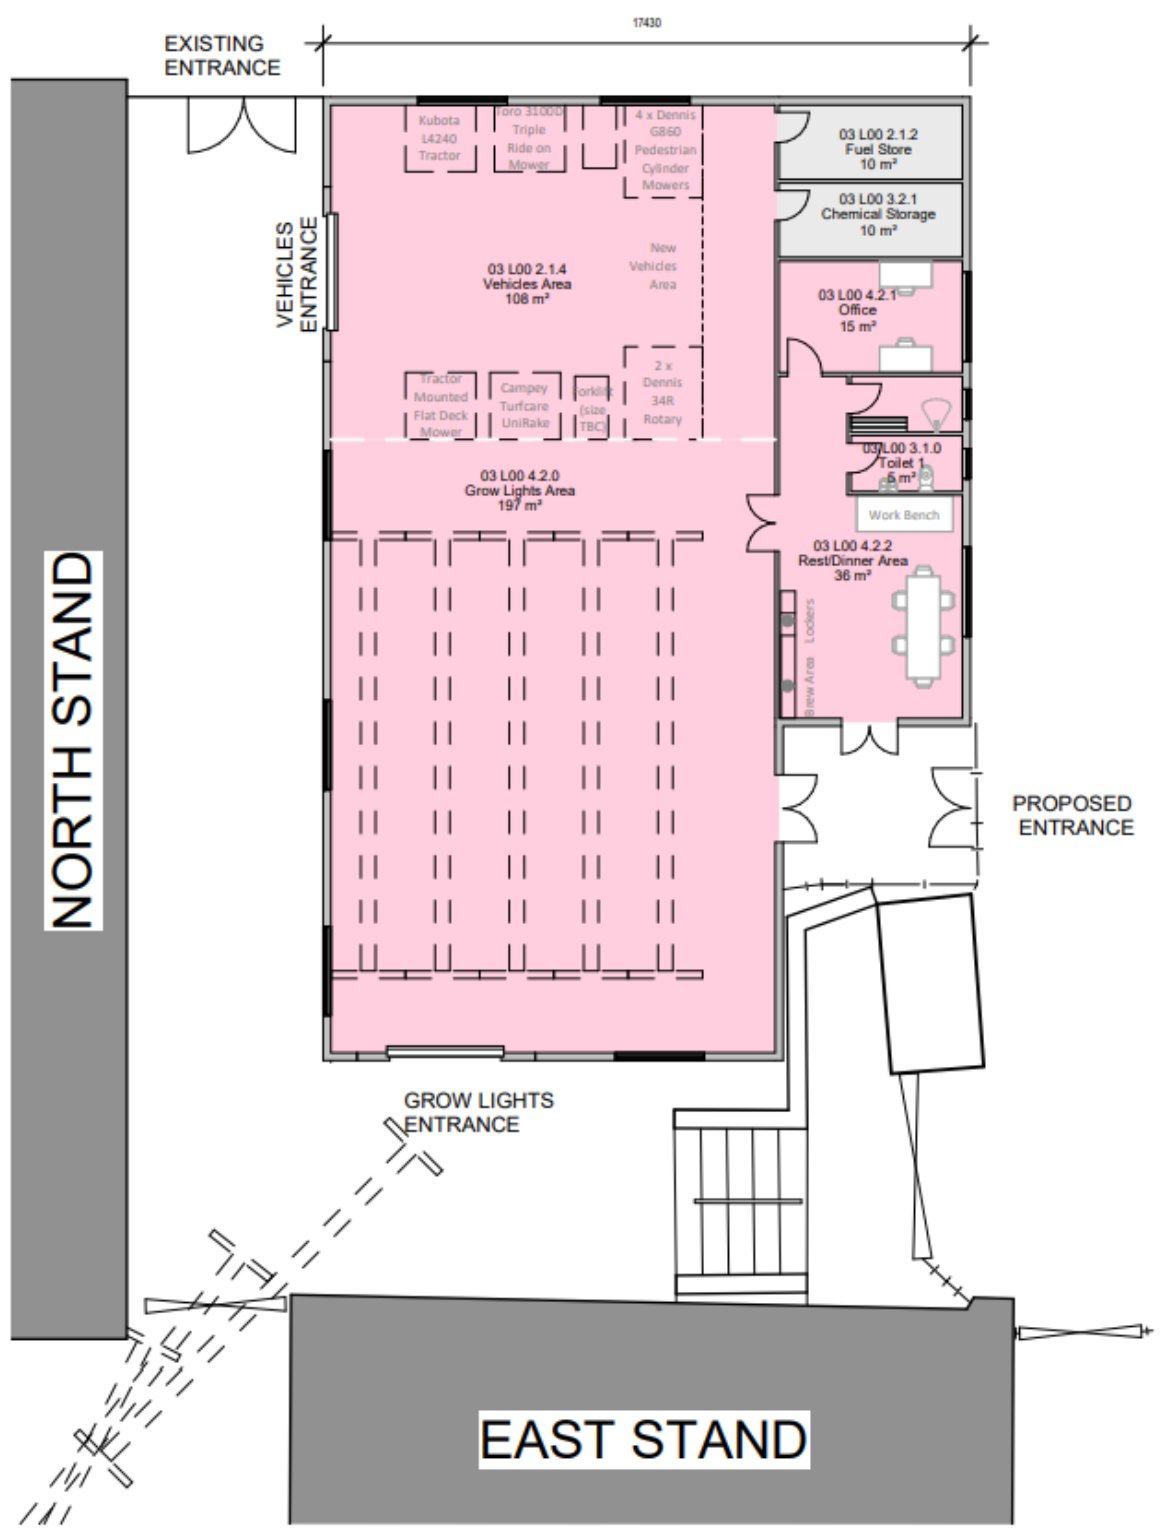 17430
EXISTING
ENTRANCE
Kubota
L4240
Tractor
Toro 3100D
Triple
Ride on
Mower
4 x Dennis
G860
Pedestrian
Cylinder
Mowers
03 L00 2.1.2
Fuel Store
10 m²
03 L00 3.2.1
Chemical Storage
10 m²
VEHICLES
ENTRANCE
03 L00 2.1.4
Vehicles Area
108 m²
New
Vehicles
Area
03 L00 4.2.1
Office
15 m²
Tractor
Mounted
Flat Deck
Mower
Campey
Turfcare
UniRake
Forklift
(size
TBC)
2 x
Dennis
34R
Rotary
03 L00 3.1.0
Toilet 1
5 m²
03 L00 4.2.0
Grow Lights Area
197 m²
Work Bench
03 L00 4.2.2
Rest/Dinner Area
36 m²
Lockers
Brew Area
NORTH STAND
PROPOSED
ENTRANCE
GROW LIGHTS
ENTRANCE
EAST STAND